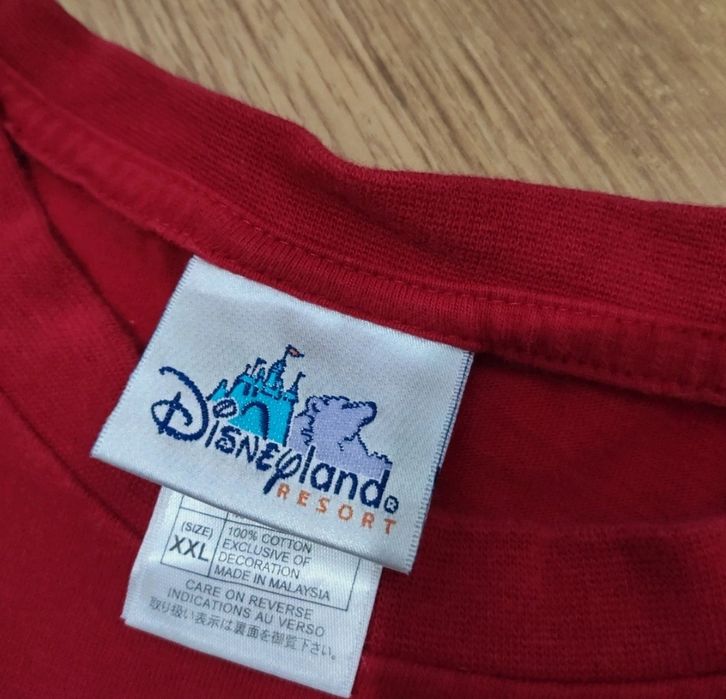 Disneyland®
RESORT
(SIZE)
XXL
100% COTTON
EXCLUSIVE OF
DECORATION
MADE IN MALAYSIA
CARE ON REVERSE
INDICATIONS AU VERSO
取り扱い表示は裏面を御覧下さい。